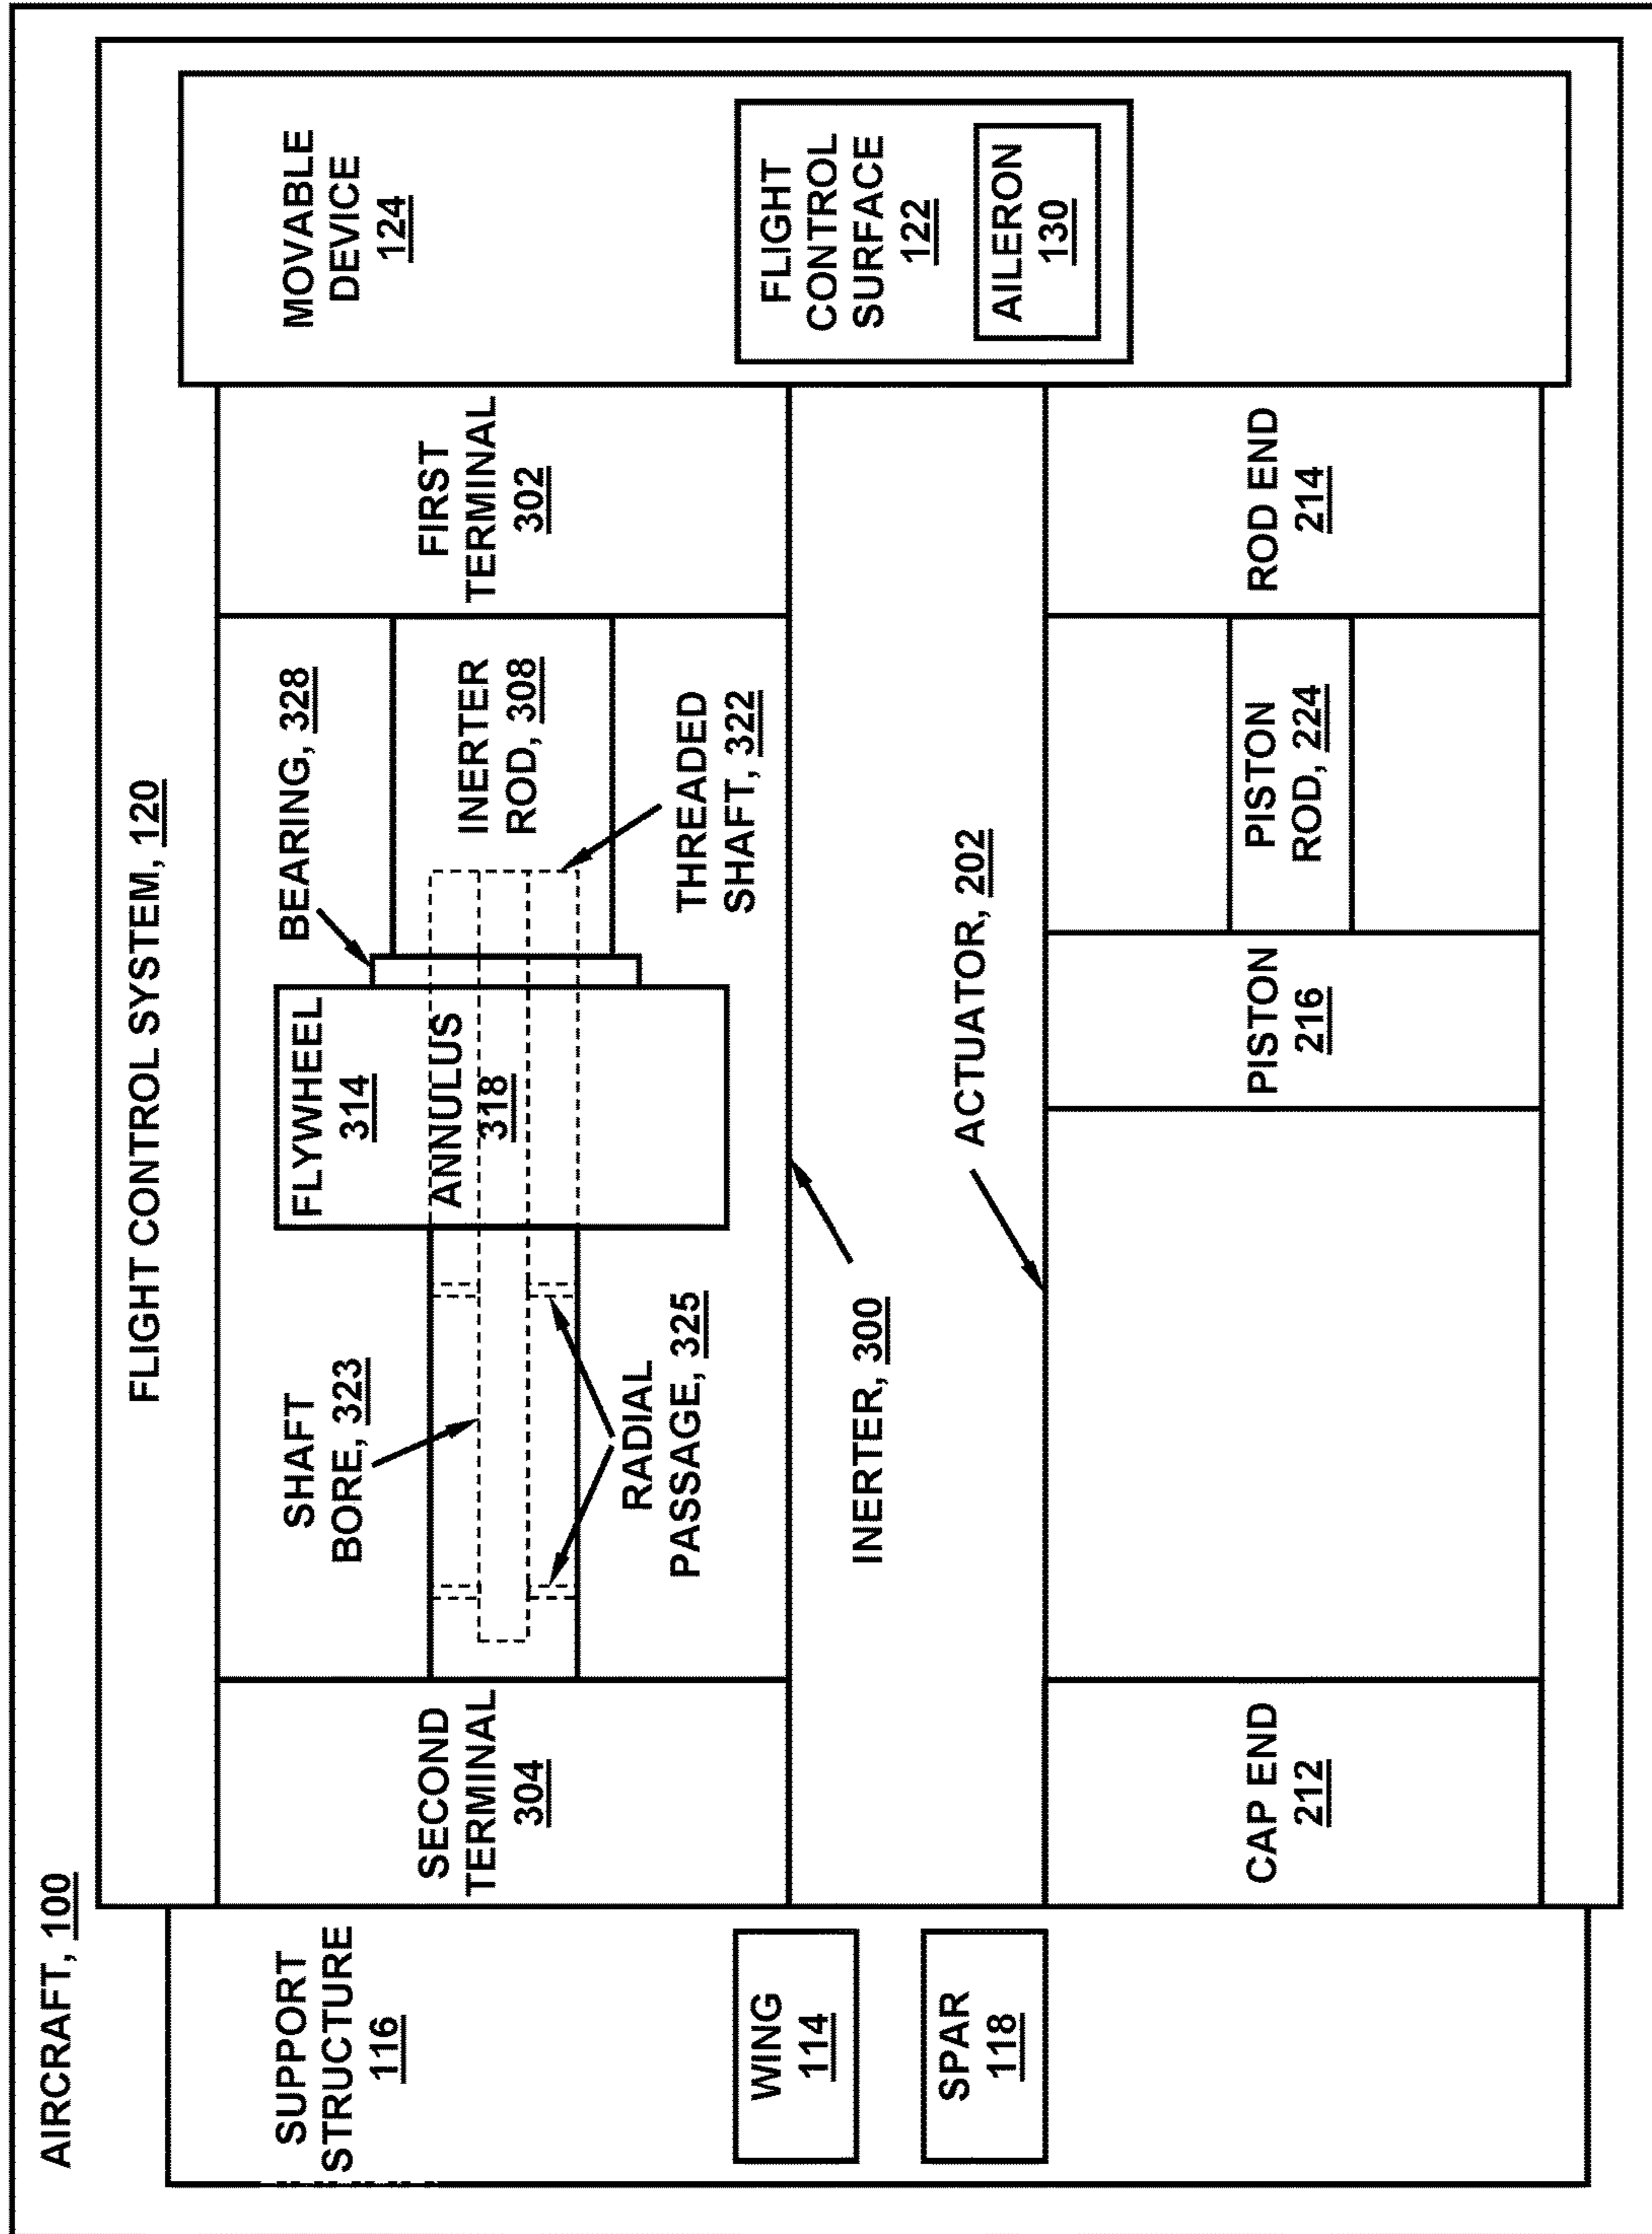 AIRCRAFT, 100
FLIGHT CONTROL SYSTEM, 120
SUPPORT
STRUCTURE
116
WING
114
SPAR
118
SECOND
TERMINAL
304
SHAFT
BORE, 323
RADIAL
PASSAGE, 325
FLYWHEEL
314
ANNULUS
318
BEARING, 328
INERTER
ROD, 308
THREADED
SHAFT, 322
FIRST
TERMINAL
302
INERTER, 300
ACTUATOR, 202
CAP END
212
PISTON
216
PISTON
ROD, 224
ROD END
214
MOVABLE
DEVICE
124
FLIGHT
CONTROL
SURFACE
122
AILERON
130